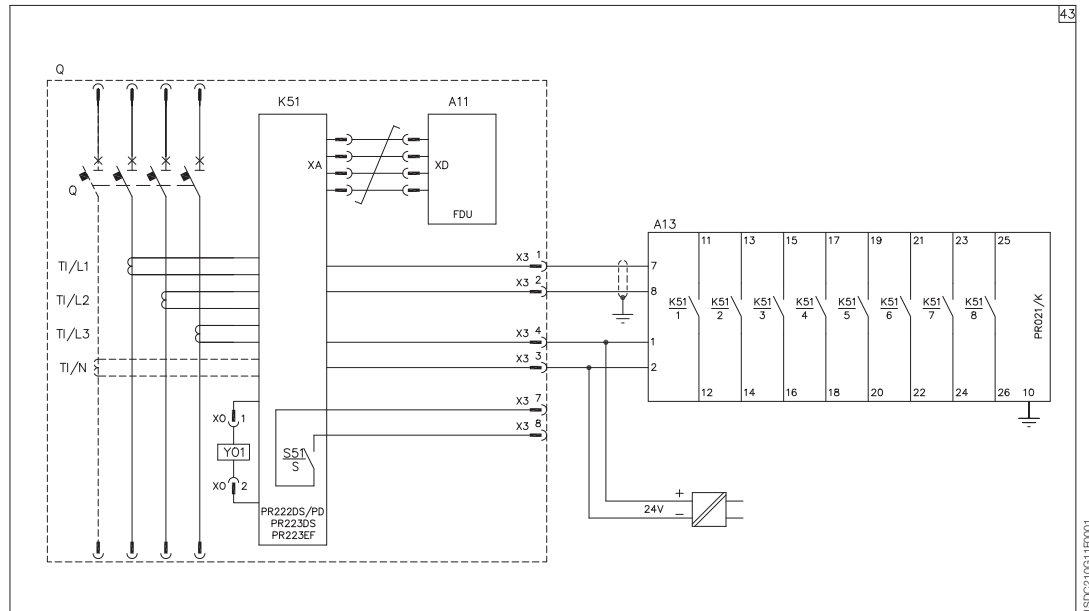 43
Q
K51
A11
XA
XD
FDU
Q
A13
11 13 15 17 19 21 23 25
TI/L1
X3 1
7
TI/L2
X3 2
8
K51
1
K51
2
K51
3
K51
4
K51
5
K51
6
K51
7
K51
8
PR021/K
TI/L3
X3 4
1
TI/N
X3 3
2
12 14 16 18 20 22 24 26 10
X3 7
X0 1
X3 8
Y01
S51
S
X0 2
24V
+
−
PR222DS/PD
PR223DS
PR223EF
1SDC210G11F0001